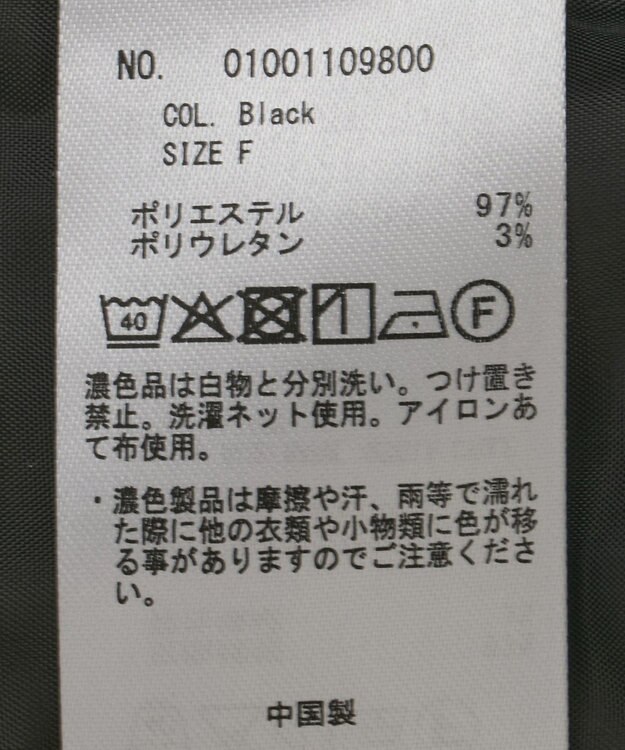 NO. 01001109800
COL. Black
SIZE F
ポリエステル 97%
ポリウレタン 3%
40 F
濃色品は白物と分別洗い。つけ置き
禁止。洗濯ネット使用。アイロンあ
て布使用。
・濃色製品は摩擦や汗、雨等で濡れ
た際に他の衣類や小物類に色が移
る事がありますのでご注意くださ
い。
中国製